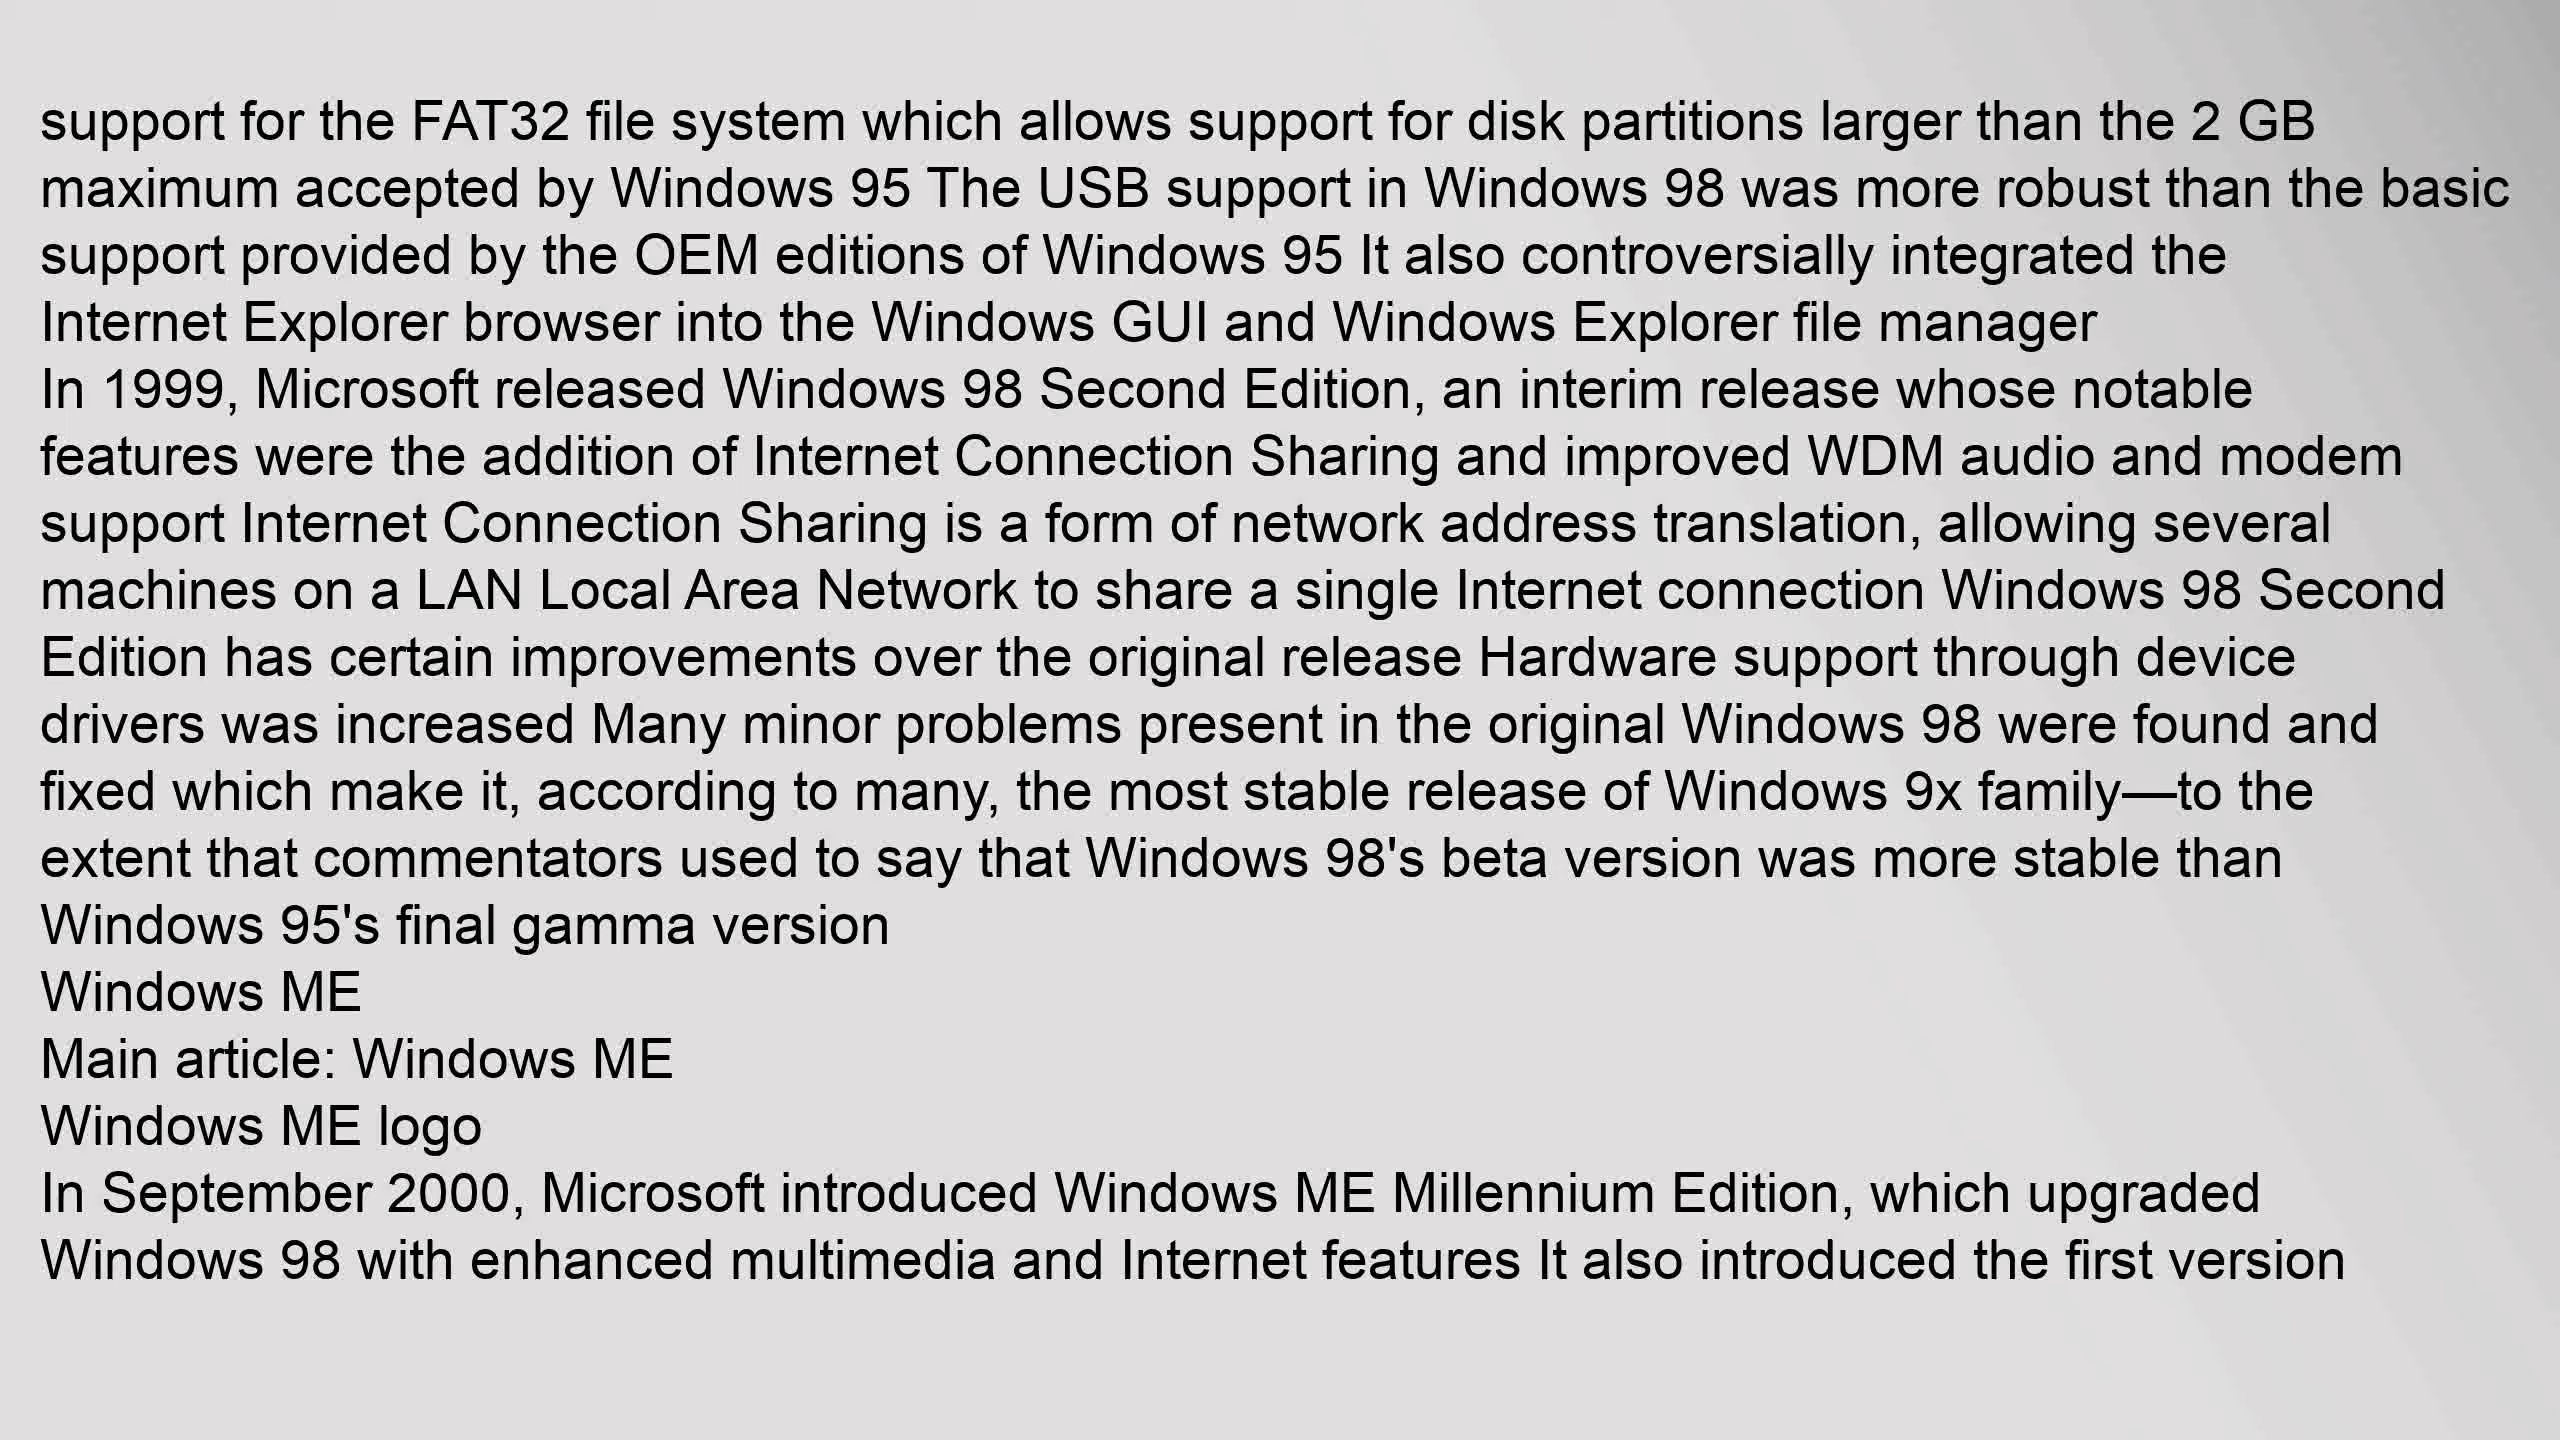 support for the FAT32 file system which allows support for disk partitions larger than the 2 GB
maximum accepted by Windows 95 The USB support in Windows 98 was more robust than the basic
support provided by the OEM editions of Windows 95 It also controversially integrated the
Internet Explorer browser into the Windows GUI and Windows Explorer file manager
In 1999, Microsoft released Windows 98 Second Edition, an interim release whose notable
features were the addition of Internet Connection Sharing and improved WDM audio and modem
support Internet Connection Sharing is a form of network address translation, allowing several
machines on a LAN Local Area Network to share a single Internet connection Windows 98 Second
Edition has certain improvements over the original release Hardware support through device
drivers was increased Many minor problems present in the original Windows 98 were found and
fixed which make it, according to many, the most stable release of Windows 9x family—to the
extent that commentators used to say that Windows 98's beta version was more stable than
Windows 95's final gamma version
Windows ME
Main article: Windows ME
Windows ME logo
In September 2000, Microsoft introduced Windows ME Millennium Edition, which upgraded
Windows 98 with enhanced multimedia and Internet features It also introduced the first version